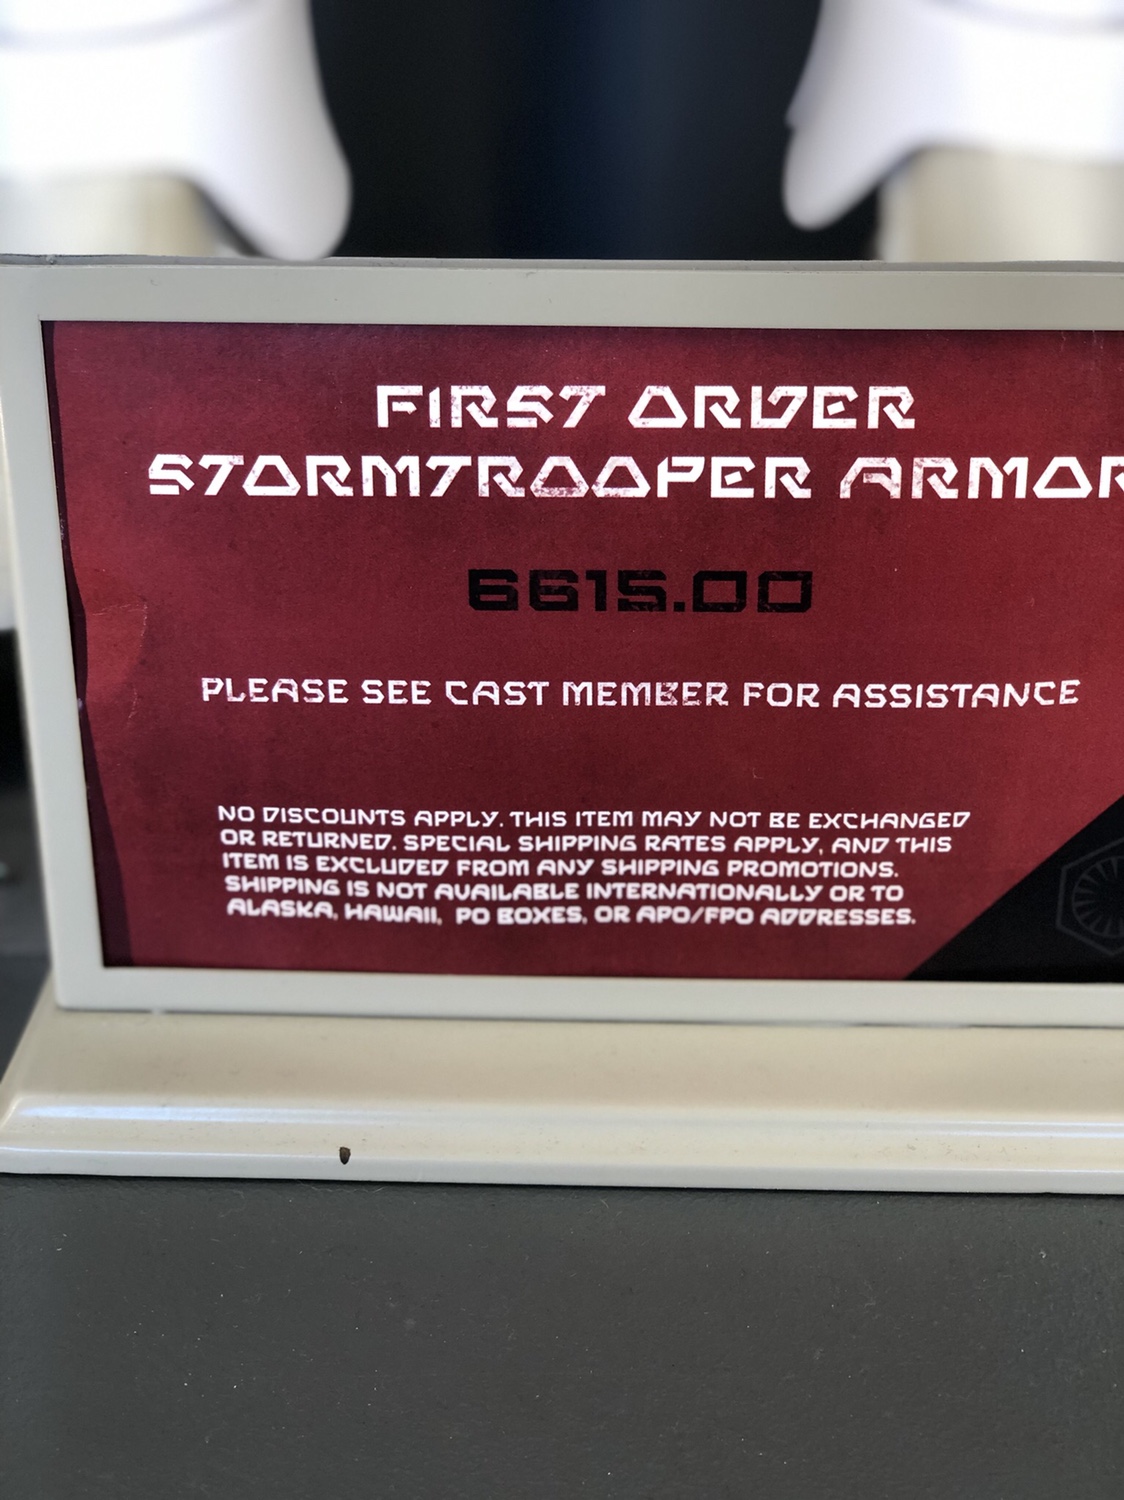 FIRST ORDER
STORMTROOPER ARMOR
6615.00
PLEASE SEE CAST MEMBER FOR ASSISTANCE
NO DISCOUNTS APPLY. THIS ITEM MAY NOT BE EXCHANGED
OR RETURNED. SPECIAL SHIPPING RATES APPLY, AND THIS
ITEM IS EXCLUDED FROM ANY SHIPPING PROMOTIONS.
SHIPPING IS NOT AVAILABLE INTERNATIONALLY OR TO
ALASKA, HAWAII, PO BOXES, OR APO/FPO ADDRESSES.